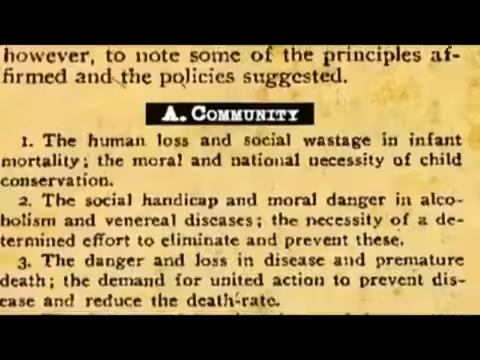 however, to note some of the principles af-
firmed and the policies suggested.
A. COMMUNITY
1. The human loss and social wastage in infant
mortality; the moral and national necessity of child
conservation.
2. The social handicap and moral danger in alco-
holism and venereal diseases; the necessity of a de-
termined effort to eliminate and prevent these.
3. The danger and loss in disease and premature
death; the demand for united action to prevent dis-
ease and reduce the death-rate.